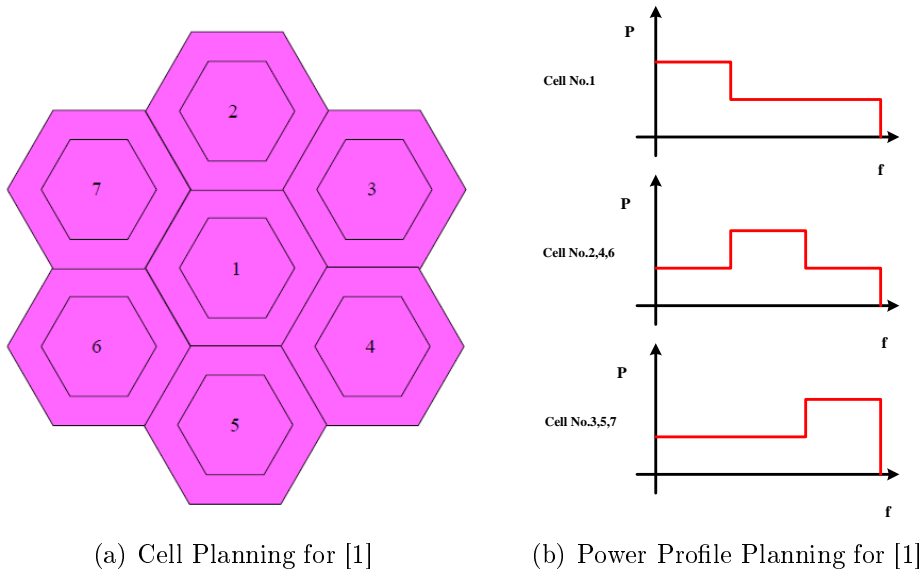 2
7
3
1
6
4
5
P
Cell No.1
f
P
Cell No.2,4,6
f
P
Cell No.3,5,7
f
(a) Cell Planning for [1]
(b) Power Profile Planning for [1]